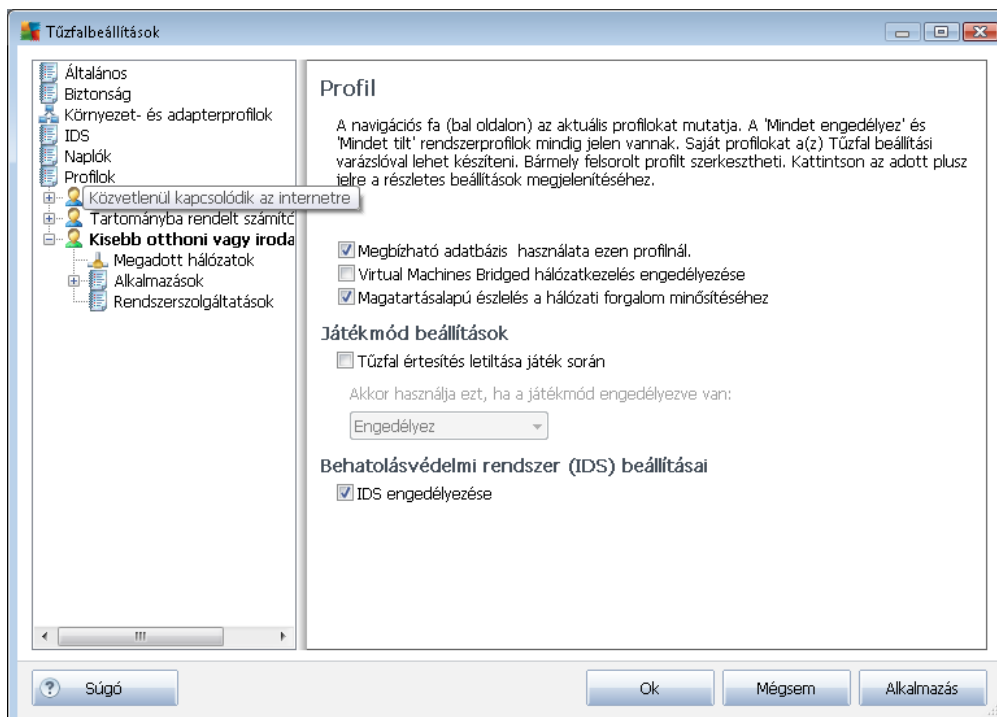 Tűzfalbeállítások
Általános
Biztonság
Környezet- és adapterprofilok
IDS
Naplók
Profilok
Közvetlenül kapcsolódik az internetre
Tartományba rendelt számító
Kisebb otthoni vagy iroda
Megadott hálózatok
Alkalmazások
Rendszerszolgáltatások
Profil
A navigációs fa (bal oldalon) az aktuális profilokat mutatja. A 'Mindet engedélyez' és
'Mindet tilt' rendszerprofilok mindig jelen vannak. Saját profilokat a(z) Tűzfal beállítási
varázslóval lehet készíteni. Bármely felsorolt profilt szerkesztheti. Kattintson az adott plusz
jelre a részletes beállítások megjelenítéséhez.
Megbízható adatbázis használata ezen profilnál.
Virtual Machines Bridged hálózatkezelés engedélyezése
Magatartásalapú észlelés a hálózati forgalom minősítéséhez
Játékmód beállítások
Tűzfal értesítés letiltása játék során
Akkor használja ezt, ha a játékmód engedélyezve van:
Engedélyez
Behatolásvédelmi rendszer (IDS) beállításai
IDS engedélyezése
Súgó
Ok
Mégsem
Alkalmazás